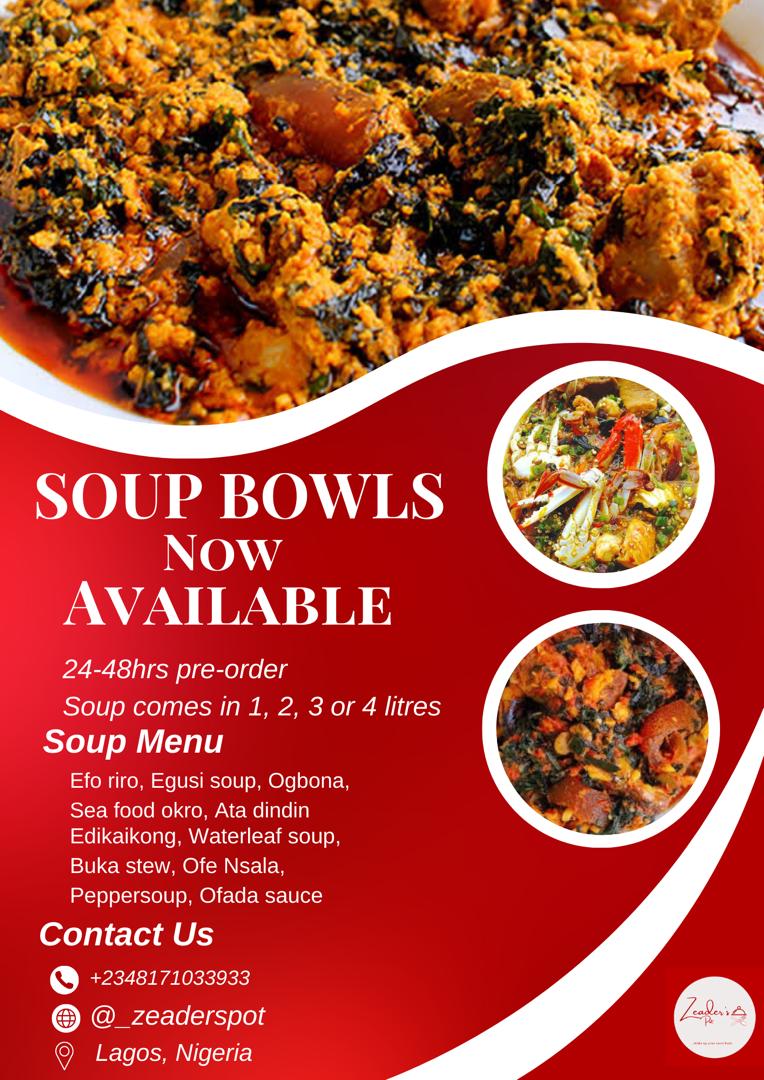 SOUP BOWLS
NOW
AVAILABLE
24-48hrs pre-order
Soup comes in 1, 2, 3 or 4 litres
Soup Menu
Efo riro, Egusi soup, Ogbona,
Sea food okro, Ata dindin
Edikaikong, Waterleaf soup,
Buka stew, Ofe Nsala,
Peppersoup, Ofada sauce
Contact Us
+2348171033933
@_zeaderspot
Lagos, Nigeria
Zeader's